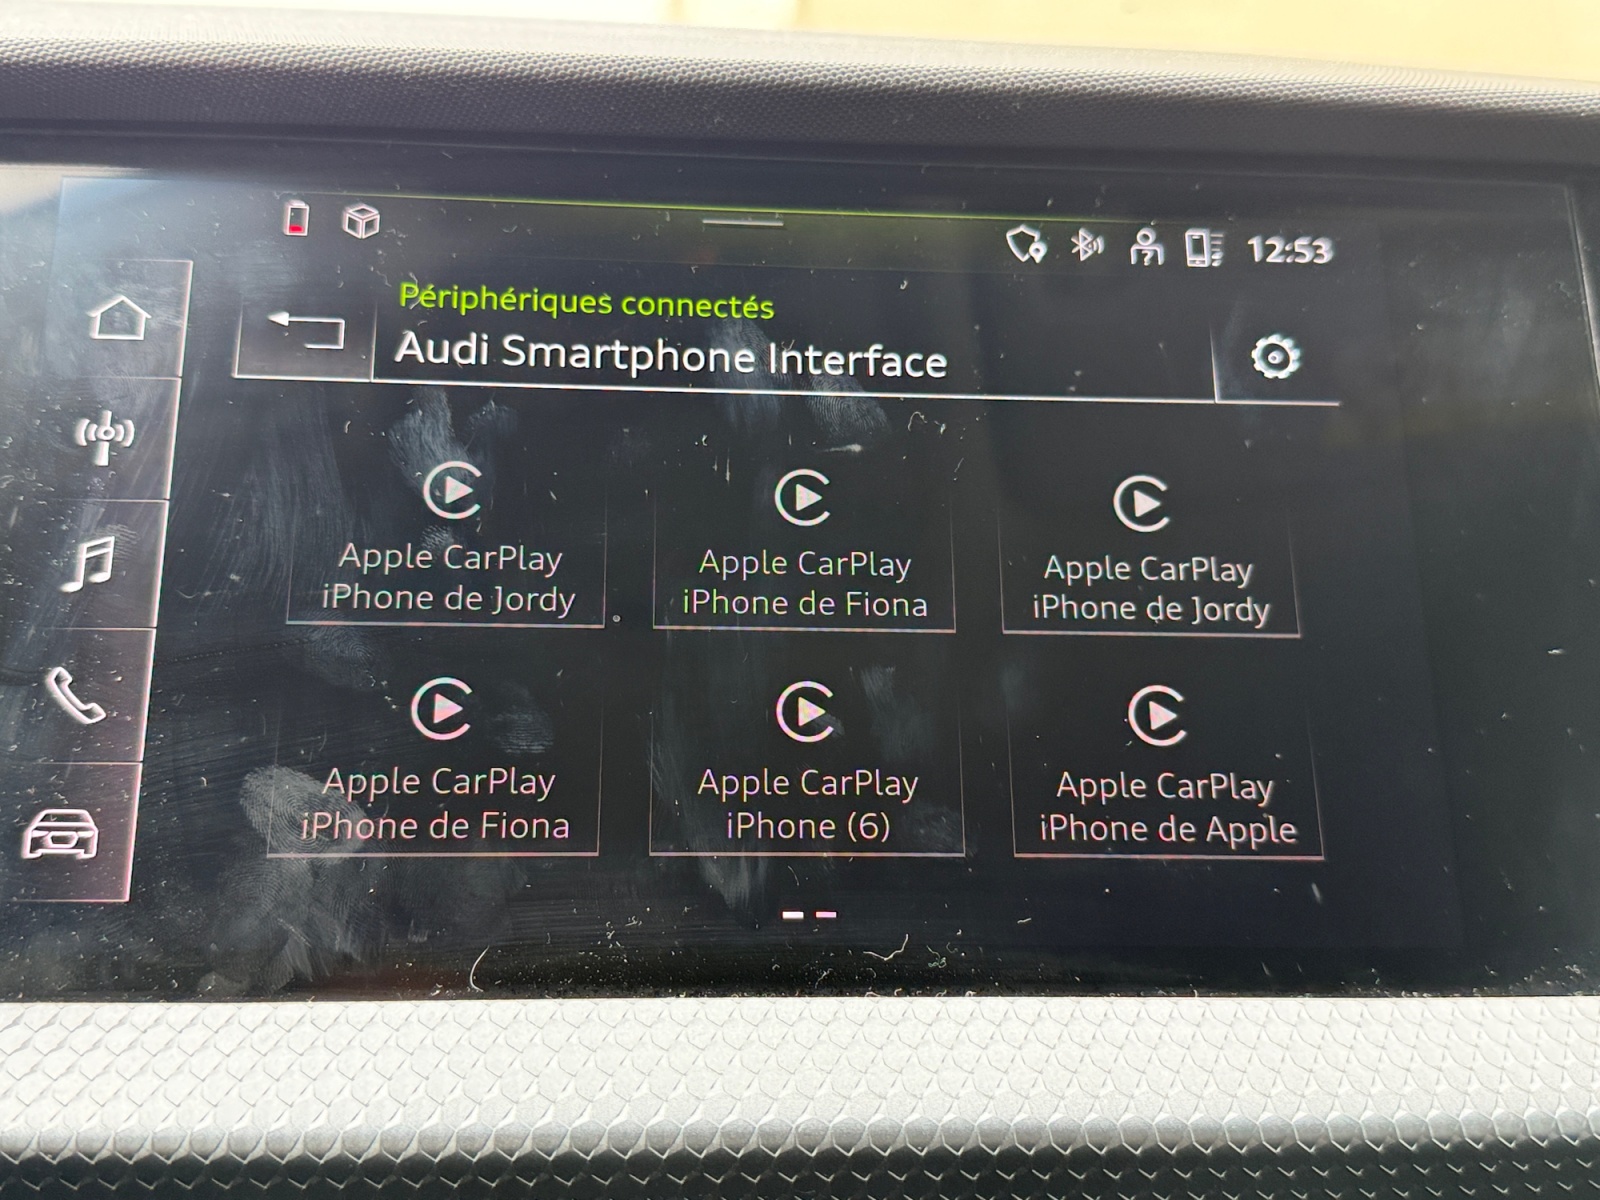 12:53
Périphériques connectés
Audi Smartphone Interface
Apple CarPlay
iPhone de Jordy
Apple CarPlay
iPhone de Fiona
Apple CarPlay
iPhone de Jordy
Apple CarPlay
iPhone de Fiona
Apple CarPlay
iPhone (6)
Apple CarPlay
iPhone de Apple